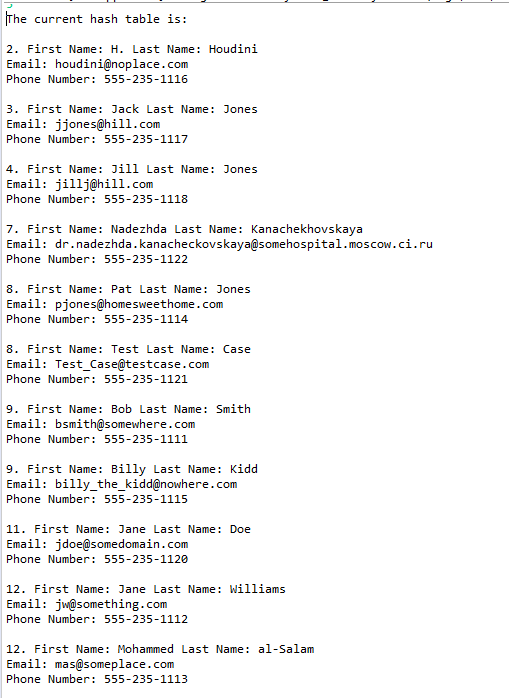 The current hash table is:
2. First Name: H. Last Name: Houdini
Email: houdini@noplace.com
Phone Number: 555-235-1116
3. First Name: Jack Last Name: Jones
Email: jjones@hill.com
Phone Number: 555-235-1117
4. First Name: Jill Last Name: Jones
Email: jillj@hill.com
Phone Number: 555-235-1118
7. First Name: Nadezhda Last Name: Kanachekhovskaya
Email: dr.nadezhda.kanacheckovskaya@somehospital.moscow.ci.ru
Phone Number: 555-235-1122
8. First Name: Pat Last Name: Jones
Email: pjones@homesweethome.com
Phone Number: 555-235-1114
8. First Name: Test Last Name: Case
Email: Test_Case@testcase.com
Phone Number: 555-235-1121
9. First Name: Bob Last Name: Smith
Email: bsmith@somewhere.com
Phone Number: 555-235-1111
9. First Name: Billy Last Name: Kidd
Email: billy_the_kidd@nowhere.com
Phone Number: 555-235-1115
11. First Name: Jane Last Name: Doe
Email: jdoe@somedomain.com
Phone Number: 555-235-1120
12. First Name: Jane Last Name: Williams
Email: jw@something.com
Phone Number: 555-235-1112
12. First Name: Mohammed Last Name: al-Salam
Email: mas@someplace.com
Phone Number: 555-235-1113